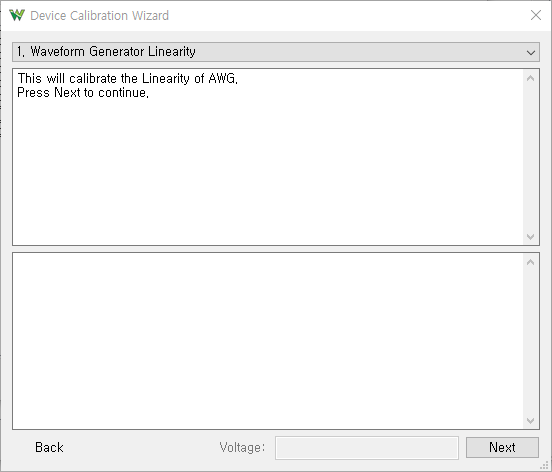 Device Calibration Wizard
1. Waveform Generator Linearity
This will calibrate the Linearity of AWG.
Press Next to continue.
Back
Voltage:
Next